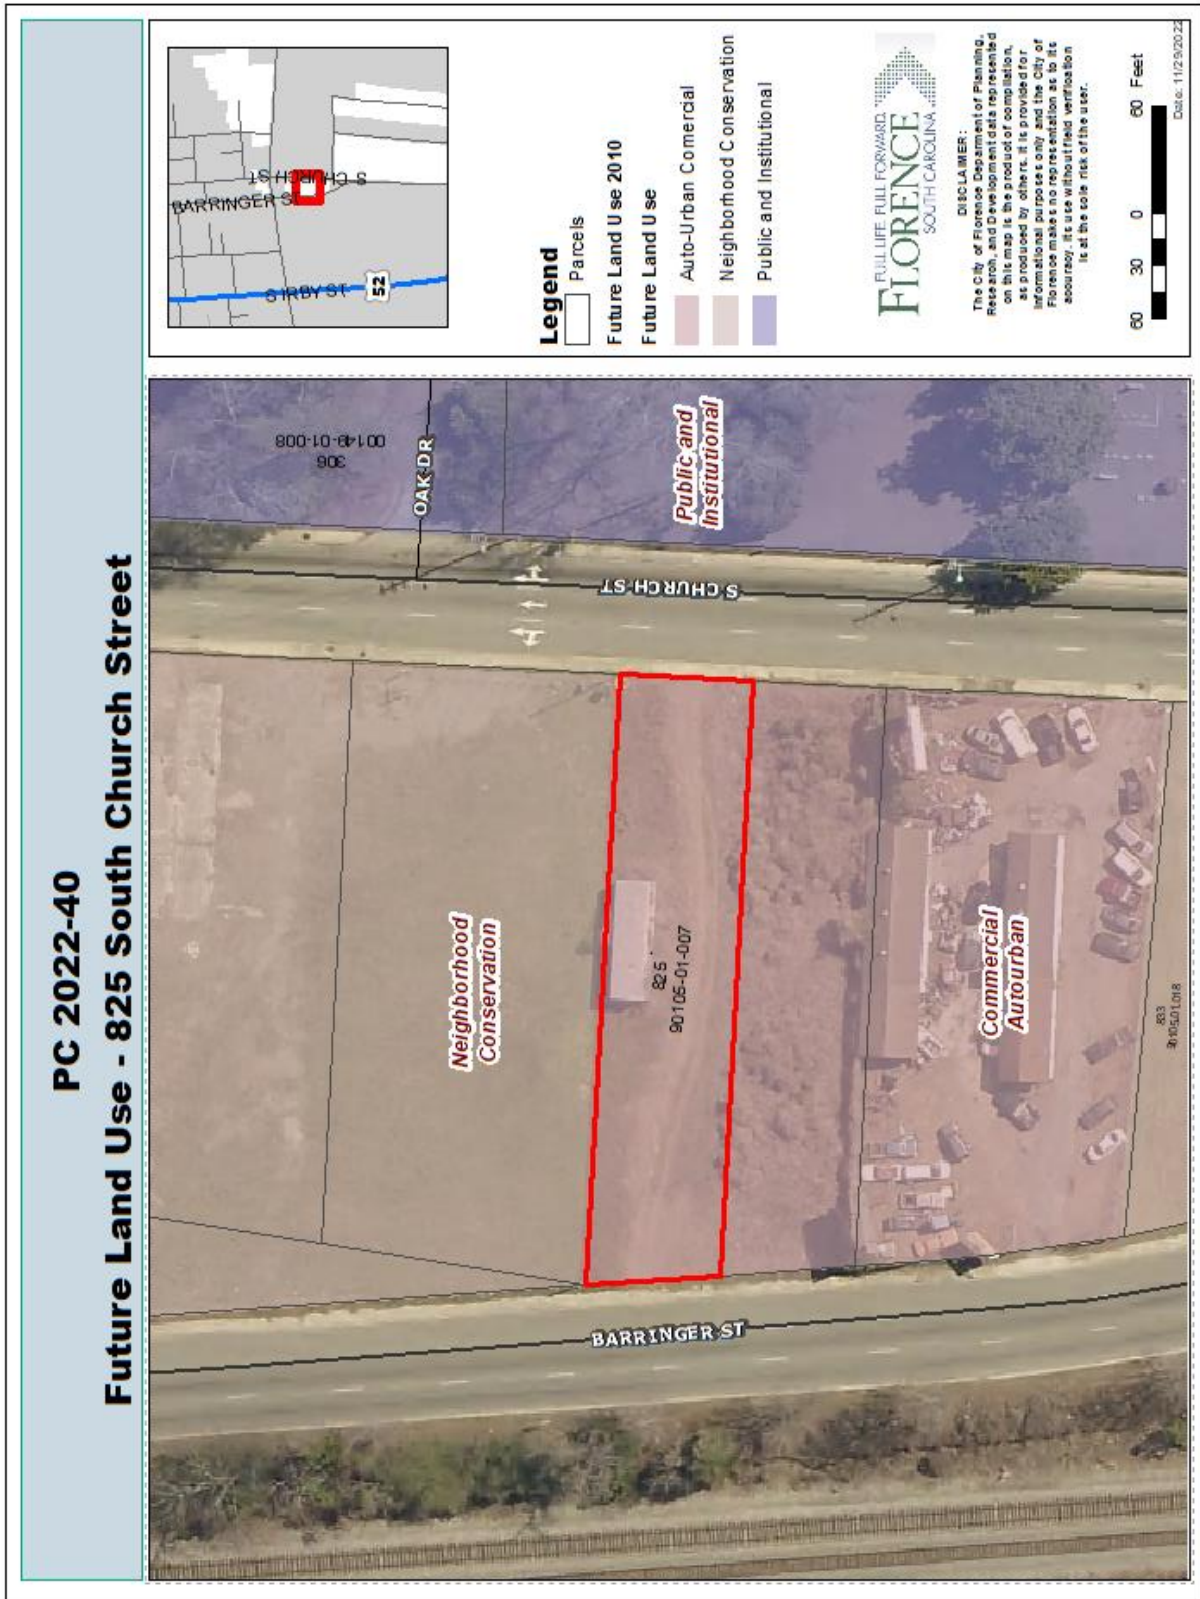 PC 2022-40
Future Land Use - 825 South Church Street
00149-01-008
306
OAK DR
Public and
Institutional
S CHURCH ST
Neighborhood
Conservation
825
90105-01-007
Commercial
Autourban
833
90105-01-018
BARRINGER ST
S CHURCH ST
BARRINGER ST
S IRBY ST
52
Legend
Parcels
Future Land Use 2010
Future Land Use
Auto-Urban Comercial
Neighborhood Conservation
Public and Institutional
FULL LIFE. FULL FORWARD.
FLORENCE
SOUTH CAROLINA
DISCLAIMER:
The City of Florence Department of Planning,
Research, and Development data represented
on this map is the product of compilation,
as produced by others. It is provided for
informational purpose only and the City of
Florence makes no representation as to its
accuracy. Its use without field verification
is at the sole risk of the user.
60 30 0 60 Feet
Date: 11/29/2022